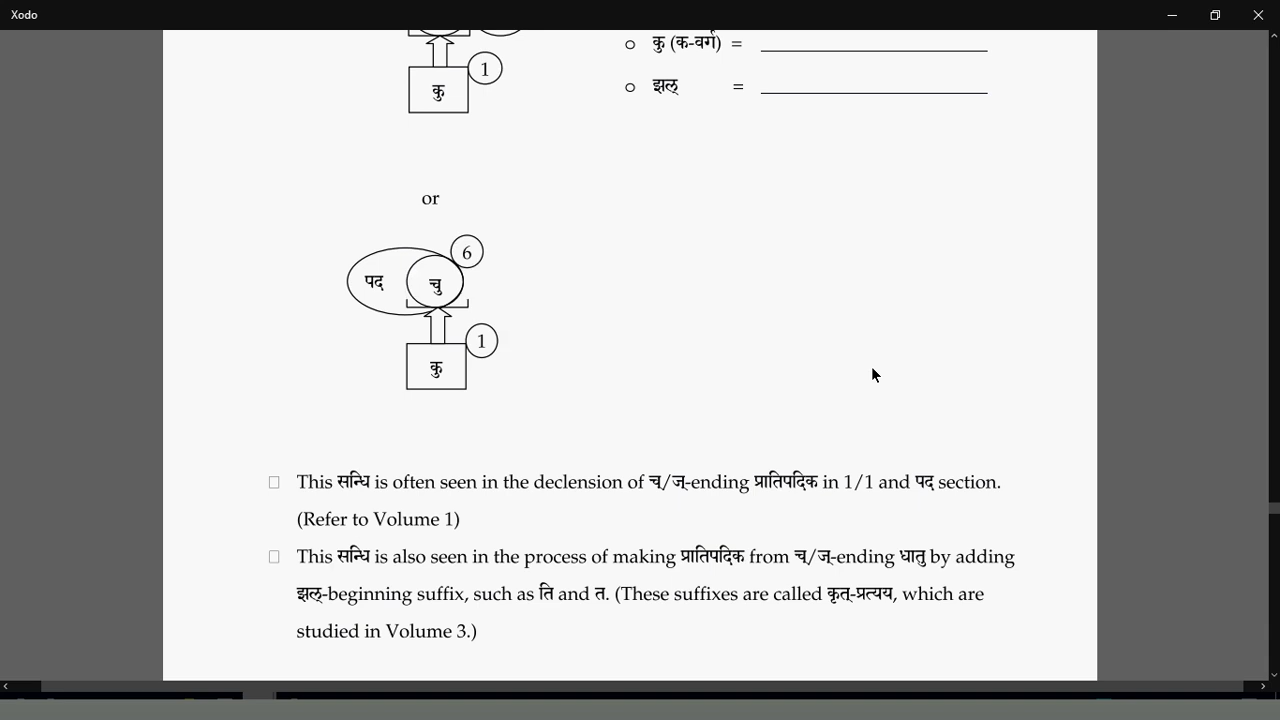 Xodo
कु (क-वर्ग) =
1
कु
झल् =
or
6
पद चु
1
कु
This सन्धि is often seen in the declension of च्/ज्-ending प्रातिपदिक in 1/1 and पद section.
(Refer to Volume 1)
This सन्धि is also seen in the process of making प्रातिपदिक from च्/ज्-ending धातु by adding
झल्-beginning suffix, such as ति and त. (These suffixes are called कृत्-प्रत्यय, which are
studied in Volume 3.)